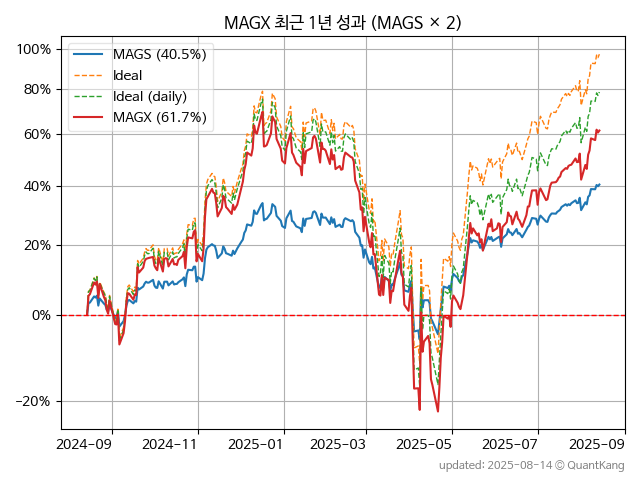 MAGX 최근 1년 성과 (MAGS × 2)
MAGS (40.5%)
Ideal
Ideal (daily)
MAGX (61.7%)
100%
80%
60%
40%
20%
0%
−20%
2024-09
2024-11
2025-01
2025-03
2025-05
2025-07
2025-09
updated: 2025-08-14 © QuantKang